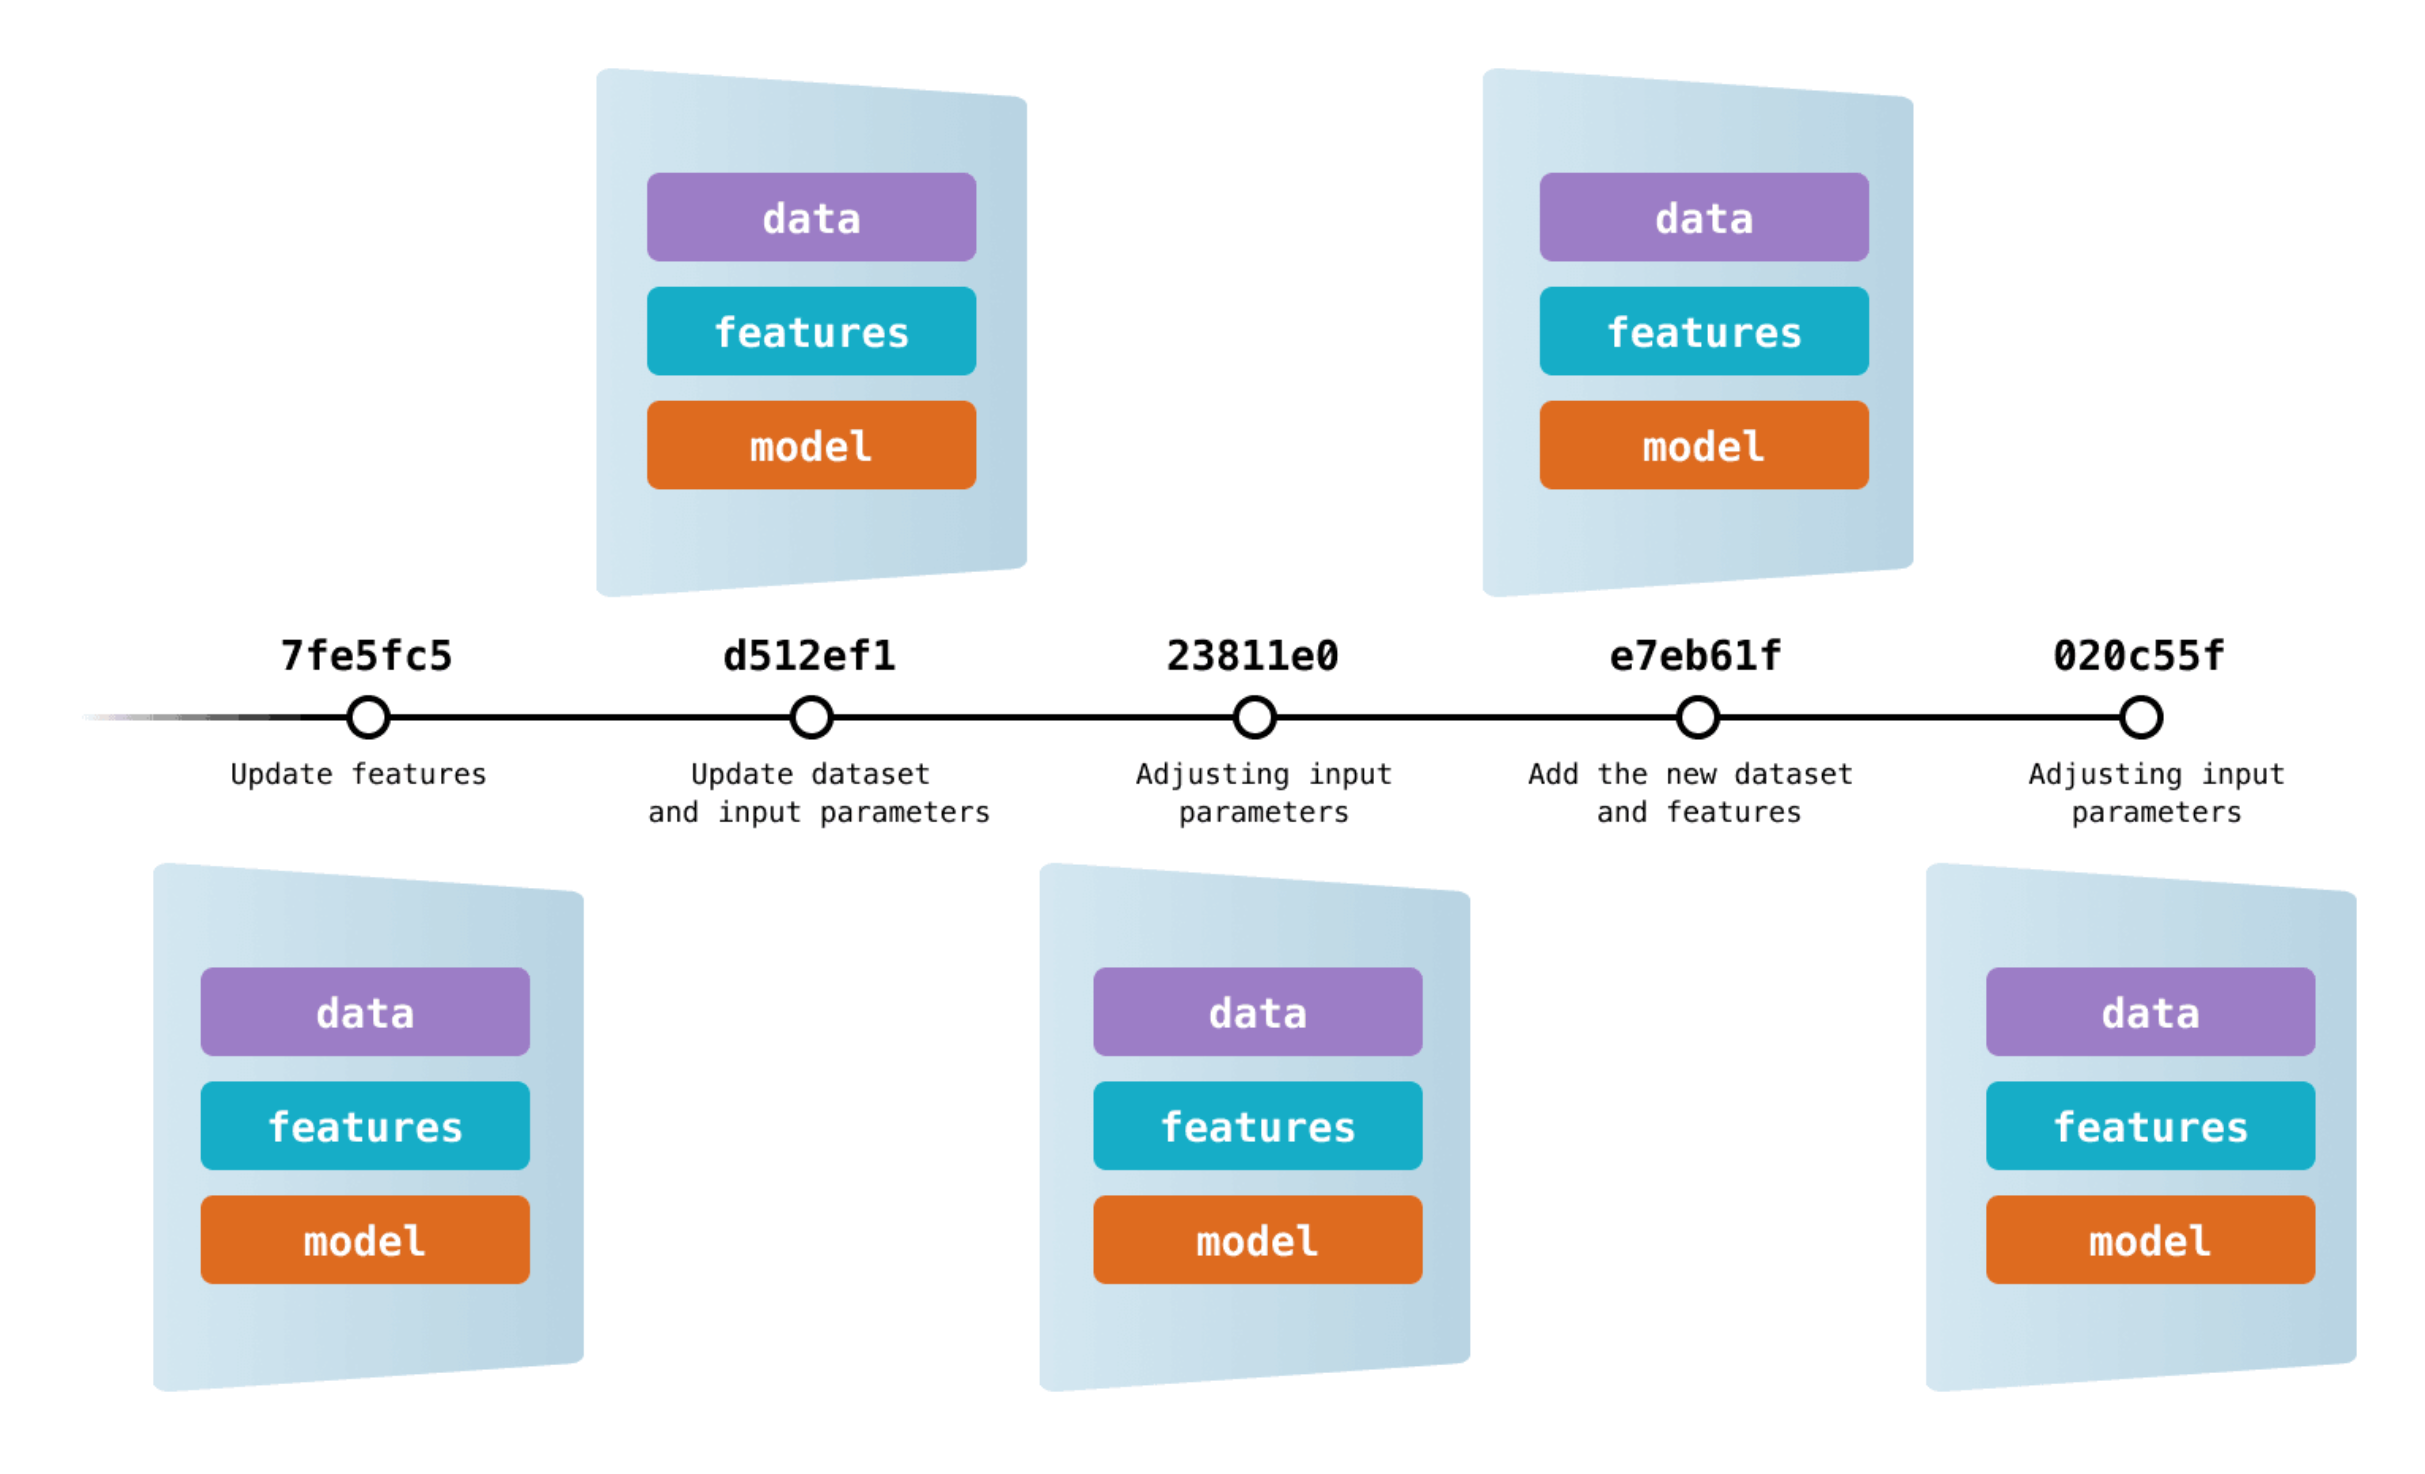 data
features
model
data
features
model
7fe5fc5
d512ef1
23811e0
e7eb61f
020c55f
Update features
Update dataset
and input parameters
Adjusting input
parameters
Add the new dataset
and features
Adjusting input
parameters
data
features
model
data
features
model
data
features
model